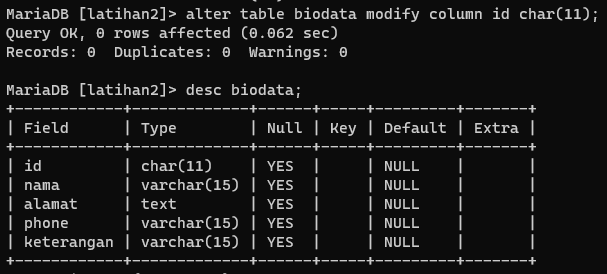 MariaDB [latihan2]> alter table biodata modify column id char(11);
Query OK, 0 rows affected (0.062 sec)
Records: 0  Duplicates: 0  Warnings: 0

MariaDB [latihan2]> desc biodata;
+------------+-------------+------+-----+---------+-------+
| Field      | Type        | Null | Key | Default | Extra |
+------------+-------------+------+-----+---------+-------+
| id         | char(11)    | YES  |     | NULL    |       |
| nama       | varchar(15) | YES  |     | NULL    |       |
| alamat     | text        | YES  |     | NULL    |       |
| phone      | varchar(15) | YES  |     | NULL    |       |
| keterangan | varchar(15) | YES  |     | NULL    |       |
+------------+-------------+------+-----+---------+-------+